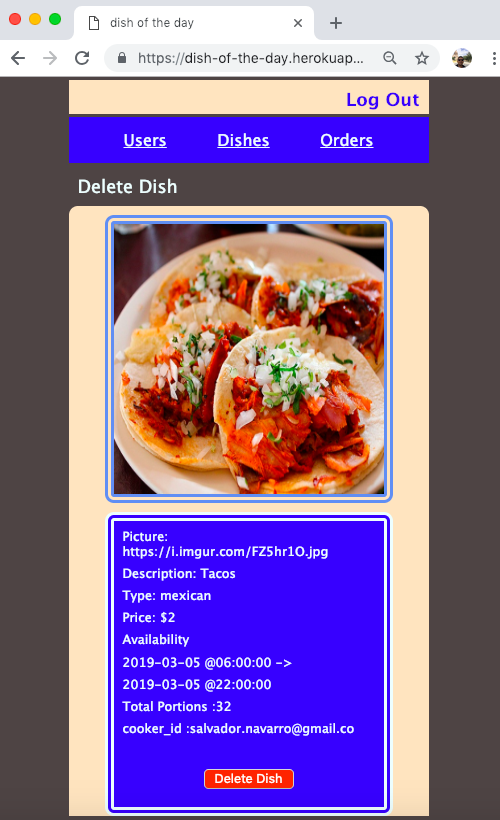 dish of the day
https://dish-of-the-day.herokuap...
Log Out
Users Dishes Orders
Delete Dish
Picture:
https://i.imgur.com/FZ5hr1O.jpg
Description: Tacos
Type: mexican
Price: $2
Availability
2019-03-05 @06:00:00 ->
2019-03-05 @22:00:00
Total Portions :32
cooker_id :salvador.navarro@gmail.co
Delete Dish